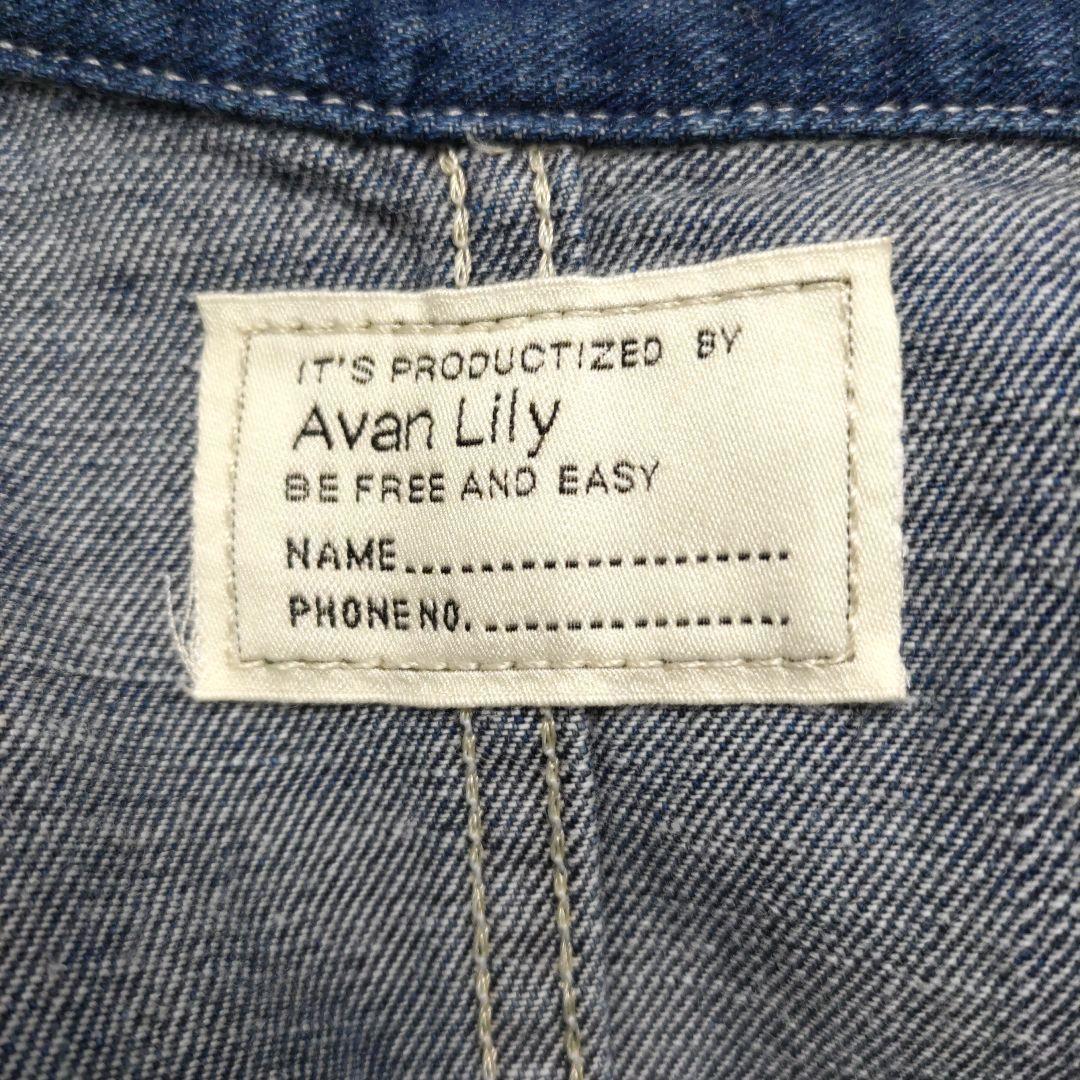 IT'S PRODUCTIZED BY
Avan Lily
BE FREE AND EASY
NAME....................
PHONE NO. ................